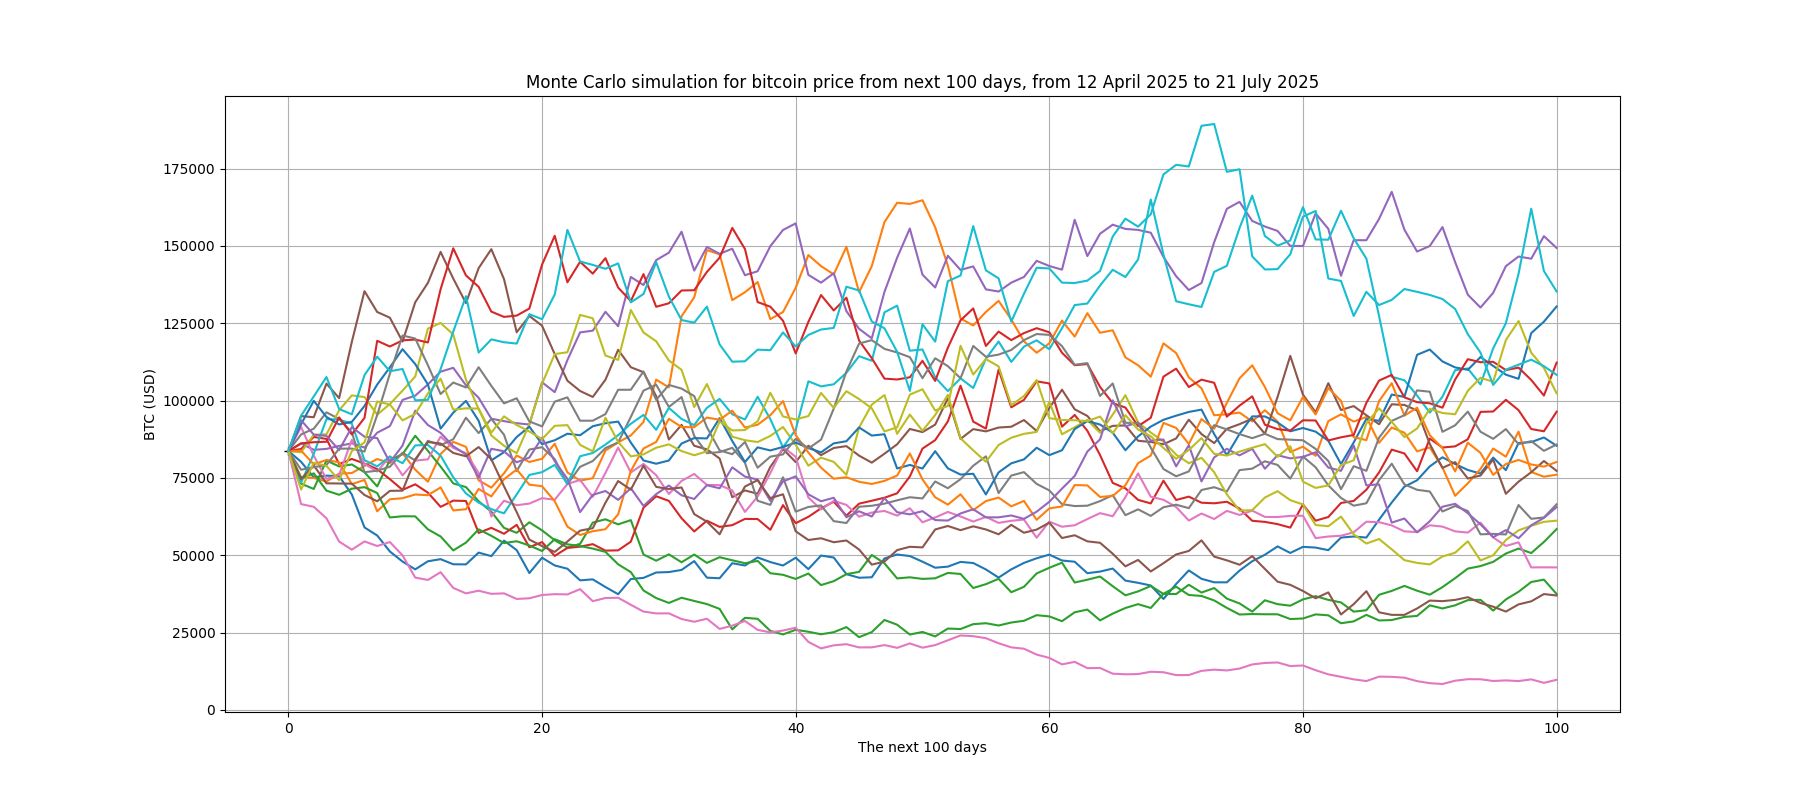 Monte Carlo simulation for bitcoin price from next 100 days, from 12 April 2025 to 21 July 2025
BTC (USD)
175000
150000
125000
100000
75000
50000
25000
0
0 20 40 60 80 100
The next 100 days